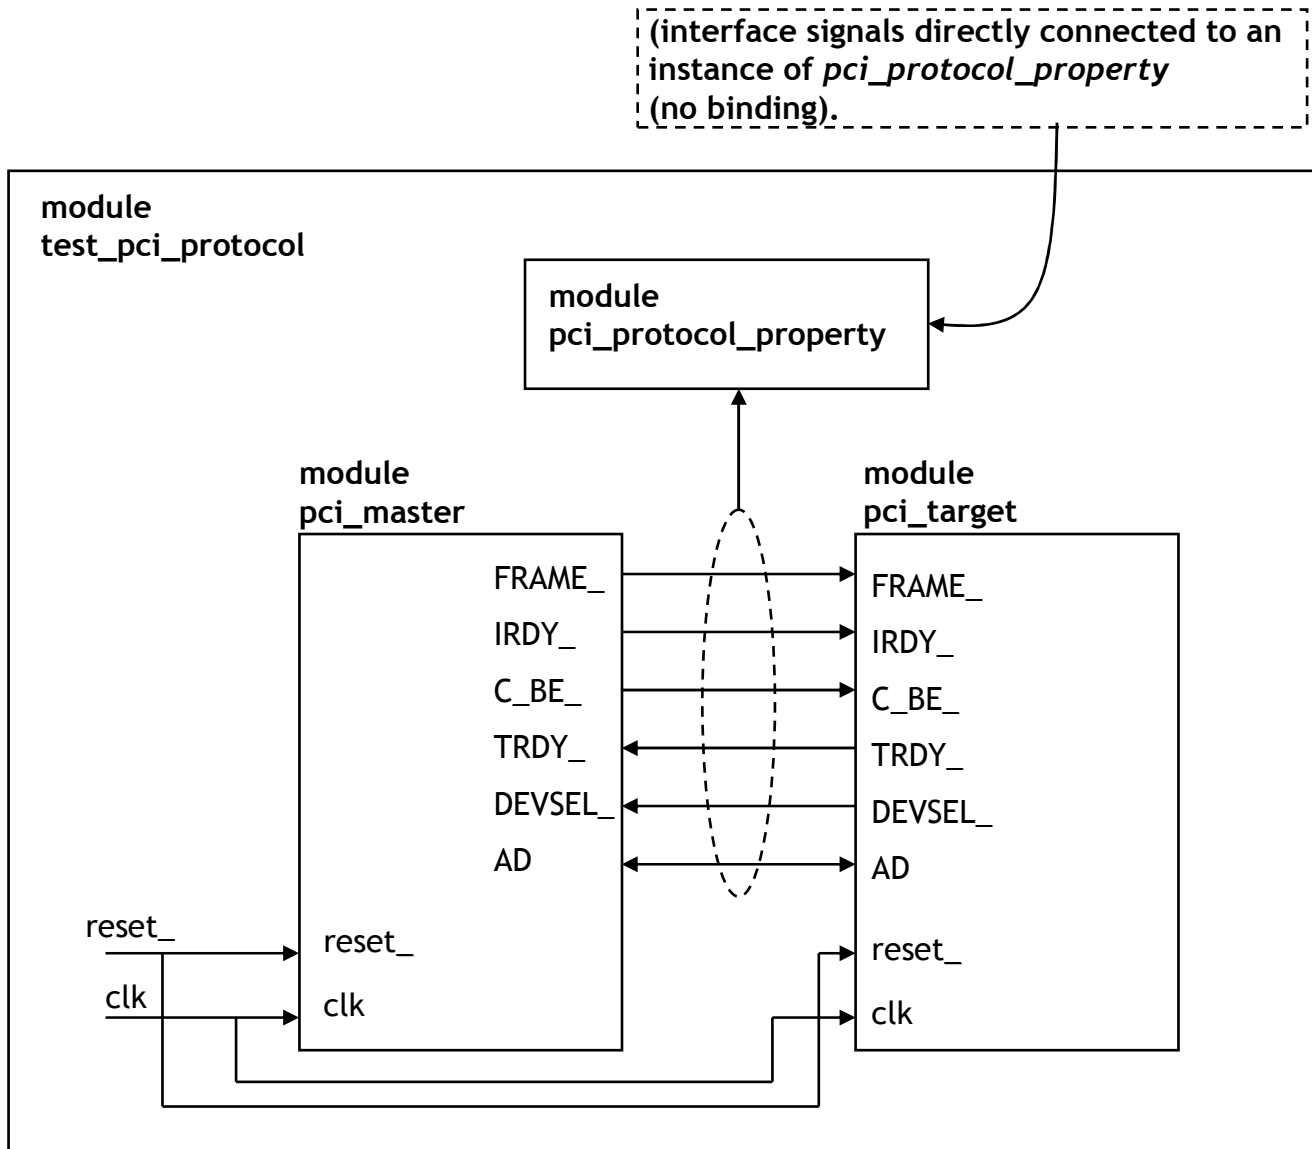 (interface signals directly connected to an
instance of pci_protocol_property
(no binding).
module
test_pci_protocol
module
pci_protocol_property
module
pci_master
module
pci_target
FRAME_
IRDY_
C_BE_
TRDY_
DEVSEL_
AD
FRAME_
IRDY_
C_BE_
TRDY_
DEVSEL_
AD
reset_
clk
reset_
clk
reset_
clk